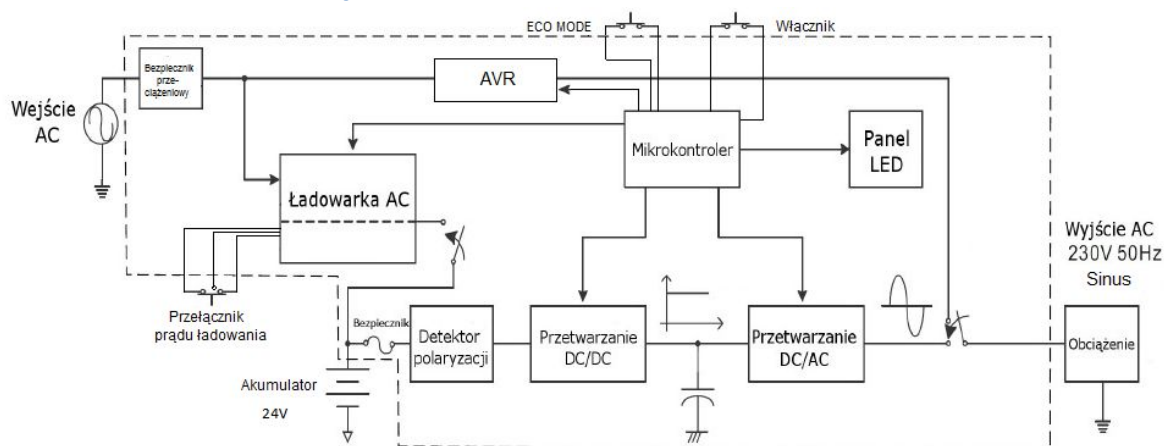 ECO MODE
Włącznik
Bezpiecznik
prze-
ciążeniowy
AVR
Wejście
AC
Mikrokontroler
Panel
LED
Ładowarka AC
Wyjście AC
230V 50Hz
Sinus
Przełącznik
prądu ładowania
Bezpiecznik
Detektor
polaryzacji
Przetwarzanie
DC/DC
Przetwarzanie
DC/AC
Obciążenie
Akumulator
24V